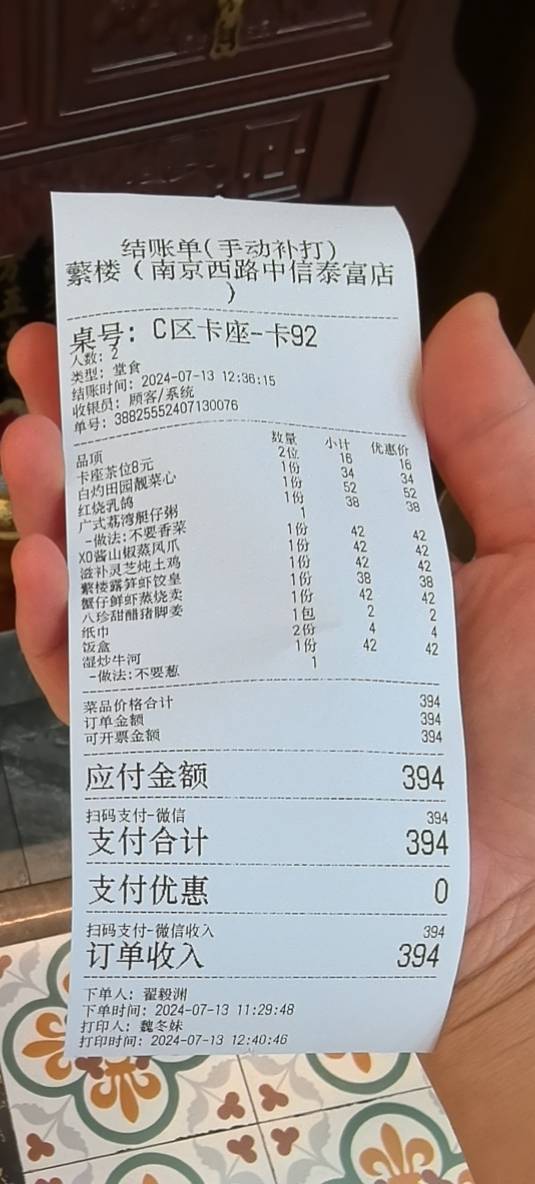 结账单(手动补打)
蘩楼（南京西路中信泰富店
）
桌号: C区卡座-卡92
人数: 2
类型: 堂食
结账时间: 2024-07-13 12:36:15
收银员: 顾客/系统
单号: 38825552407130076
品项 数量 小计 优惠价
卡座茶位8元 2位 16 16
白灼田园靓菜心 1份 34 34
红烧乳鸽 1份 52 52
广式荔湾艇仔粥 1份 38 38
-做法:不要香菜 1
XO酱山椒蒸凤爪 1份 42 42
滋补灵芝炖土鸡 1份 42 42
蘩楼露笋虾饺皇 1份 42 42
蟹仔鲜虾蒸烧卖 1份 38 38
八珍甜醋猪脚姜 1份 42 42
纸巾 1包 2 2
饭盒 2份 4 4
湿炒牛河 1份 42 42
-做法:不要葱 1
菜品价格合计 394
订单金额 394
可开票金额 394
应付金额 394
扫码支付-微信 394
支付合计 394
支付优惠 0
扫码支付-微信收入 394
订单收入 394
下单人: 翟毅渊
下单时间: 2024-07-13 11:29:48
打印人: 魏冬妹
打印时间: 2024-07-13 12:40:46